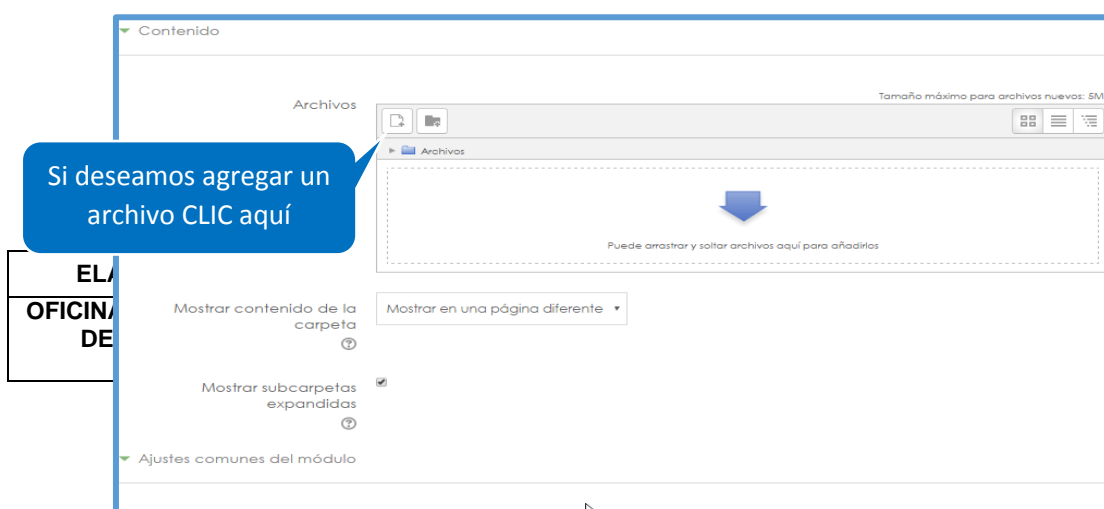 Contenido
Tamaño máximo para archivos nuevos: 5M
Archivos
Archivos
Si deseamos agregar un
archivo CLIC aquí
Puede arrastrar y soltar archivos aquí para añadirlos
Mostrar contenido de la
carpeta
Mostrar en una página diferente
Mostrar subcarpetas
expandidas
Ajustes comunes del módulo
ELA
OFICINA
DE